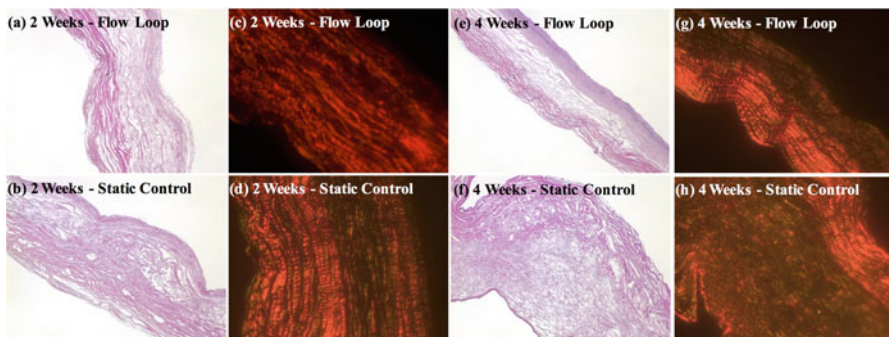 (a) 2 Weeks - Flow Loop
(c) 2 Weeks - Flow Loop
(e) 4 Weeks - Flow Loop
(g) 4 Weeks - Flow Loop
(b) 2 Weeks - Static Control
(d) 2 Weeks - Static Control
(f) 4 Weeks - Static Control
(h) 4 Weeks - Static Control